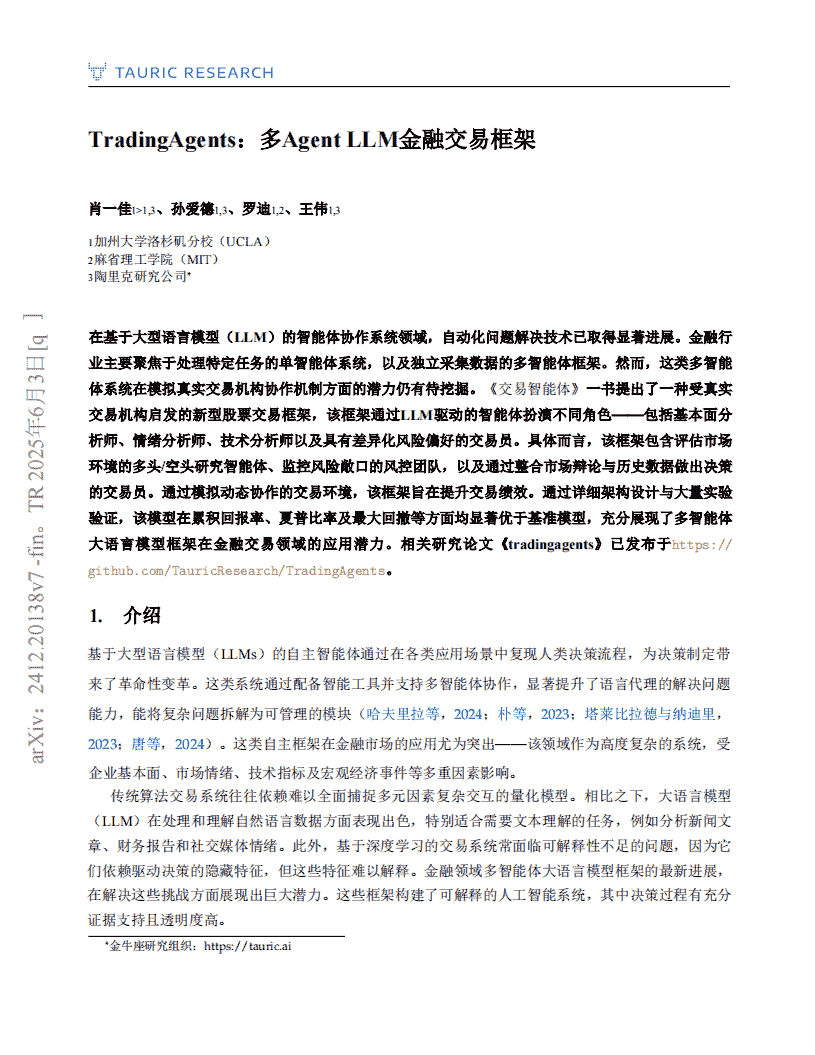 TAURIC RESEARCH
TradingAgents：多Agent LLM金融交易框架
肖一佳1>1,3、孙爱德1,3、罗迪1,2、王伟1,3
1加州大学洛杉矶分校（UCLA）
2麻省理工学院（MIT）
3陶里克研究公司*
arXiv：2412.20138v7 -fin。TR 2025年6月3日[q ]
在基于大型语言模型（LLM）的智能体协作系统领域，自动化问题解决技术已取得显著进展。金融行
业主要聚焦于处理特定任务的单智能体系统，以及独立采集数据的多智能体框架。然而，这类多智能
体系统在模拟真实交易机构协作机制方面的潜力仍有待挖掘。《交易智能体》一书提出了一种受真实
交易机构启发的新型股票交易框架，该框架通过LLM驱动的智能体扮演不同角色——包括基本面分
析师、情绪分析师、技术分析师以及具有差异化风险偏好的交易员。具体而言，该框架包含评估市场
环境的多头/空头研究智能体、监控风险敞口的风控团队，以及通过整合市场辩论与历史数据做出决策
的交易员。通过模拟动态协作的交易环境，该框架旨在提升交易绩效。通过详细架构设计与大量实验
验证，该模型在累积回报率、夏普比率及最大回撤等方面均显著优于基准模型，充分展现了多智能体
大语言模型框架在金融交易领域的应用潜力。相关研究论文《tradingagents》已发布于https://
github.com/TauricResearch/TradingAgents。
1. 介绍
基于大型语言模型（LLMs）的自主智能体通过在各类应用场景中复现人类决策流程，为决策制定带
来了革命性变革。这类系统通过配备智能工具并支持多智能体协作，显著提升了语言代理的解决问题
能力，能将复杂问题拆解为可管理的模块（哈夫里拉等，2024；朴等，2023；塔莱比拉德与纳迪里，
2023；唐等，2024）。这类自主框架在金融市场的应用尤为突出——该领域作为高度复杂的系统，受
企业基本面、市场情绪、技术指标及宏观经济事件等多重因素影响。
传统算法交易系统往往依赖难以全面捕捉多元因素复杂交互的量化模型。相比之下，大语言模型
（LLM）在处理和理解自然语言数据方面表现出色，特别适合需要文本理解的任务，例如分析新闻文
章、财务报告和社交媒体情绪。此外，基于深度学习的交易系统常面临可解释性不足的问题，因为它
们依赖驱动决策的隐藏特征，但这些特征难以解释。金融领域多智能体大语言模型框架的最新进展，
在解决这些挑战方面展现出巨大潜力。这些框架构建了可解释的人工智能系统，其中决策过程有充分
证据支持且透明度高。
*金牛座研究组织：https://tauric.ai